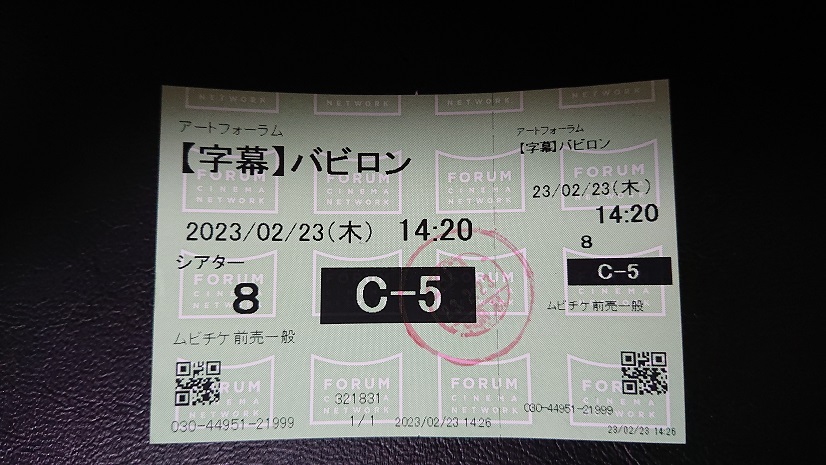 アートフォーラム
【字幕】バビロン
2023/02/23(木) 14:20
シアター
8
C-5
ムビチケ前売一般
030-44951-21999
321831
1/1
2023/02/23 14:26
アートフォーラム
【字幕】バビロン
23/02/23(木)
14:20
8
C-5
ムビチケ前売一般
030-44951-21999
23/02/23 14:26
FORUM
CINEMA
NETWORK